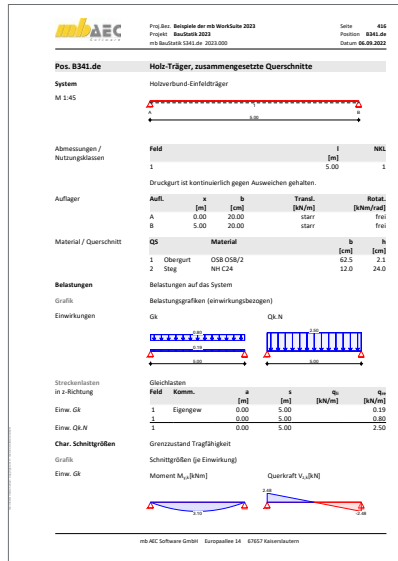 mbAEC
Software
Proj.Bez. Beispiele der mb WorkSuite 2023 Seite 416
Projekt BauStatik 2023 Position B341.de
mb BauStatik S341.de 2023.000 Datum 06.09.2022
Pos. B341.de Holz-Träger, zusammengesetzte Querschnitte
System Holzverbund-Einfeldträger
M 1:45
1
A B
5.00
Abmessungen / Feld l NKL
Nutzungsklassen [m]
1 5.00 1
Druckgurt ist kontinuierlich gegen Ausweichen gehalten.
Auflager Aufl. x b Transl. Rotat.
[m] [cm] [kN/m] [kNm/rad]
A 0.00 20.00 starr frei
B 5.00 20.00 starr frei
Material / Querschnitt QS Material b h
[cm] [cm]
1 Obergurt OSB OSB/2 62.5 2.1
2 Steg NH C24 12.0 24.0
Belastungen Belastungen auf das System
Grafik Belastungsgrafiken (einwirkungsbezogen)
Einwirkungen Gk Qk.N
0.80 2.50
0.19
5.00 5.00
Streckenlasten Gleichlasten
in z-Richtung Feld Komm. a s q_li q_re
[m] [m] [kN/m] [kN/m]
Einw. Gk 1 Eigengew 0.00 5.00 0.19
1 0.00 5.00 0.80
Einw. Qk.N 1 0.00 5.00 2.50
Char. Schnittgrößen Grenzzustand Tragfähigkeit
Grafik Schnittgrößen (je Einwirkung)
Einw. Gk Moment M_y,k[kNm] Querkraft V_z,k[kN]
2.48
3.10 -2.48
mb AEC Software GmbH Europaallee 14 67657 Kaiserslautern